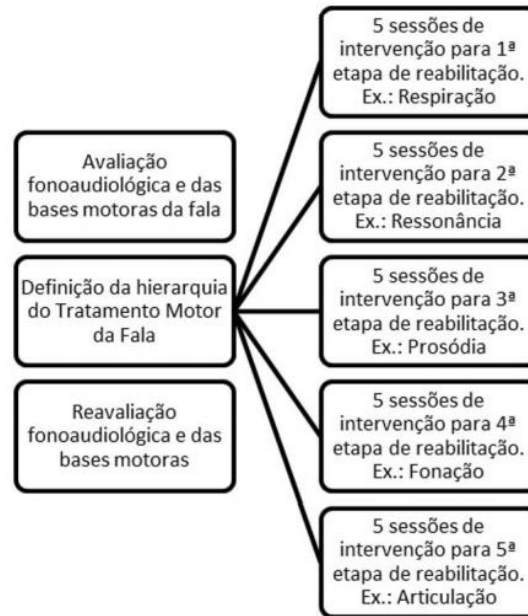 Avaliação
fonoaudiológica e das
bases motoras da fala
Definição da hierarquia
do Tratamento Motor
da Fala
Reavaliação
fonoaudiológica e das
bases motoras
5 sessões de
intervenção para 1ª
etapa de reabilitação.
Ex.: Respiração
5 sessões de
intervenção para 2ª
etapa de reabilitação.
Ex.: Ressonância
5 sessões de
intervenção para 3ª
etapa de reabilitação.
Ex.: Prosódia
5 sessões de
intervenção para 4ª
etapa de reabilitação.
Ex.: Fonação
5 sessões de
intervenção para 5ª
etapa de reabilitação.
Ex.: Articulação